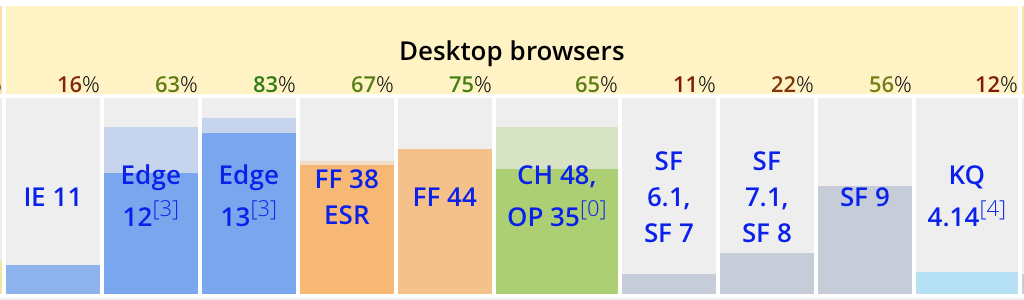 Desktop browsers
16% 63% 83% 67% 75% 65% 11% 22% 56% 12%
IE 11
Edge
12[3]
Edge
13[3]
FF 38
ESR
FF 44
CH 48,
OP 35[0]
SF
6.1,
SF 7
SF
7.1,
SF 8
SF 9
KQ
4.14[4]